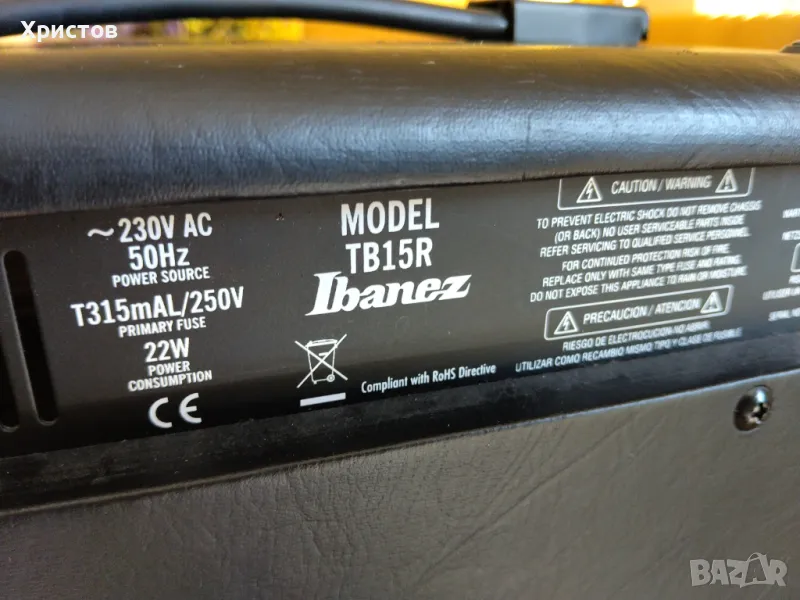 Христов
~230V AC
50Hz
POWER SOURCE
T315mAL/250V
PRIMARY FUSE
22W
POWER
CONSUMPTION
CE
MODEL
TB15R
Ibanez
Compliant with RoHS Directive
CAUTION / WARNING
TO PREVENT ELECTRIC SHOCK DO NOT REMOVE CHASSIS
(OR BACK) NO USER SERVICEABLE PARTS INSIDE
REFER SERVICING TO QUALIFIED SERVICE PERSONNEL.
FOR CONTINUED PROTECTION RISK OF FIRE.
REPLACE ONLY WITH SAME TYPE FUSE AND RATING.
DO NOT EXPOSE THIS APPLIANCE TO RAIN OR MOISTURE.
PRECAUCION / ATENCION
RIESGO DE ELECTROCUCION-NO ABRIR.
UTILIZAR COMO RECAMBIO MISMO TIPO Y CLASE DE FUSIBLE
BAZAR